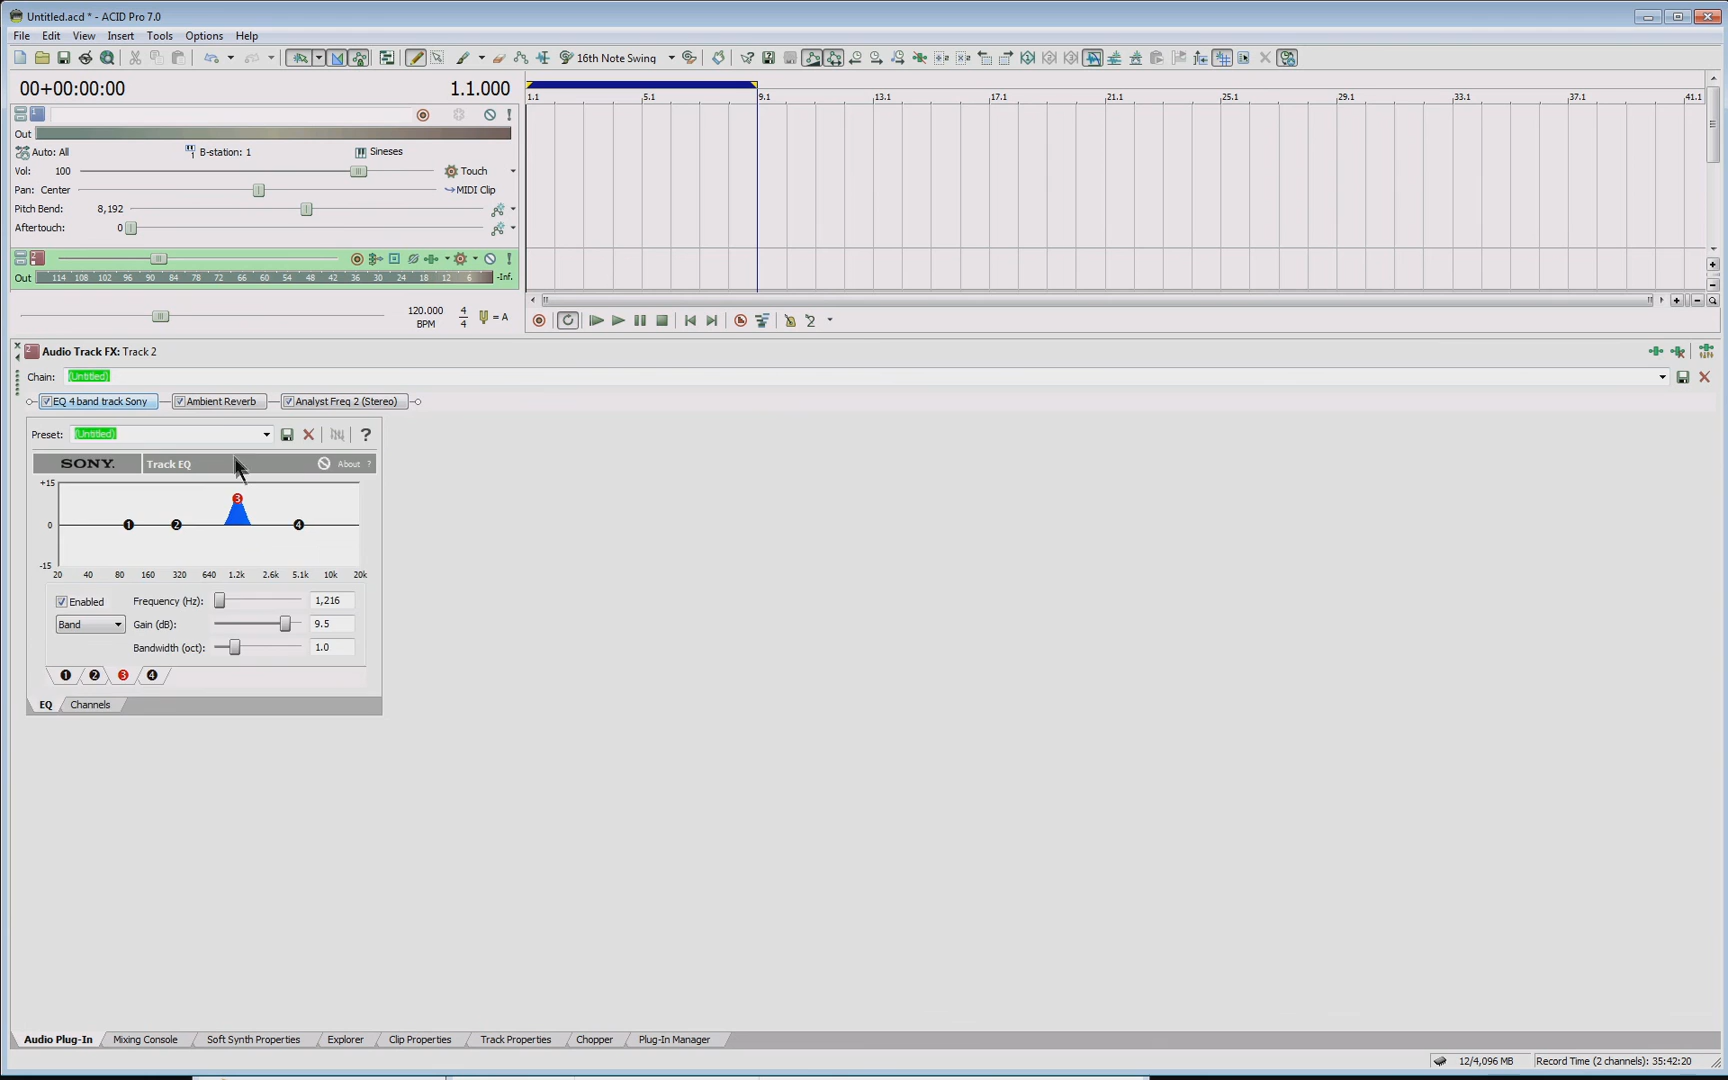 Untitled.acd * - ACID Pro 7.0
File Edit View Insert Tools Options Help
16th Note Swing
00+00:00:00 1.1.000
1.1 5.1 9.1 13.1 17.1 21.1 25.1 29.1 33.1 37.1 41.1
Out
Auto: All B-station: 1 Sineses
Vol: 100 Touch
Pan: Center MIDI Clip
Pitch Bend: 8,192
Aftertouch: 0
Out 114 108 102 96 90 84 78 72 66 60 54 48 42 36 30 24 18 12 6 -Inf.
120.000 BPM 4/4 = A
Audio Track FX: Track 2
Chain: (Untitled)
EQ 4 band track Sony Ambient Reverb Analyst Freq 2 (Stereo)
Preset: (Untitled) ?
SONY. Track EQ About ?
+15
3
0 1 2 4
-15
20 40 80 160 320 640 1.2k 2.6k 5.1k 10k 20k
Enabled Frequency (Hz): 1,216
Band Gain (dB): 9.5
Bandwidth (oct): 1.0
1 2 3 4
EQ Channels
Audio Plug-In Mixing Console Soft Synth Properties Explorer Clip Properties Track Properties Chopper Plug-In Manager
12/4,096 MB Record Time (2 channels): 35:42:20